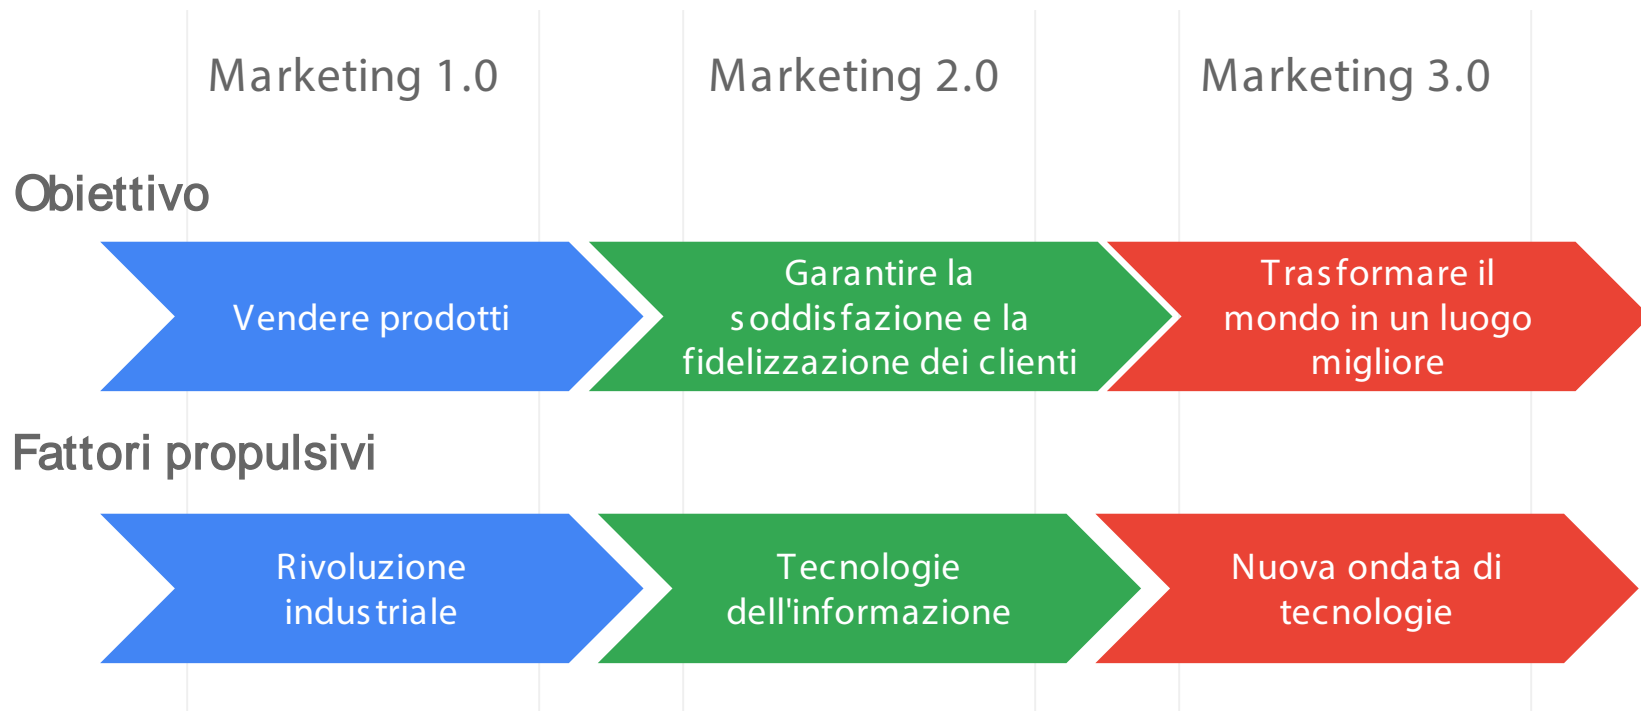 Marketing 1.0
Marketing 2.0
Marketing 3.0
Obiettivo
Vendere prodotti
Garantire la
soddisfazione e la
fidelizzazione dei clienti
Trasformare il
mondo in un luogo
migliore
Fattori propulsivi
Rivoluzione
industriale
Tecnologie
dell'informazione
Nuova ondata di
tecnologie